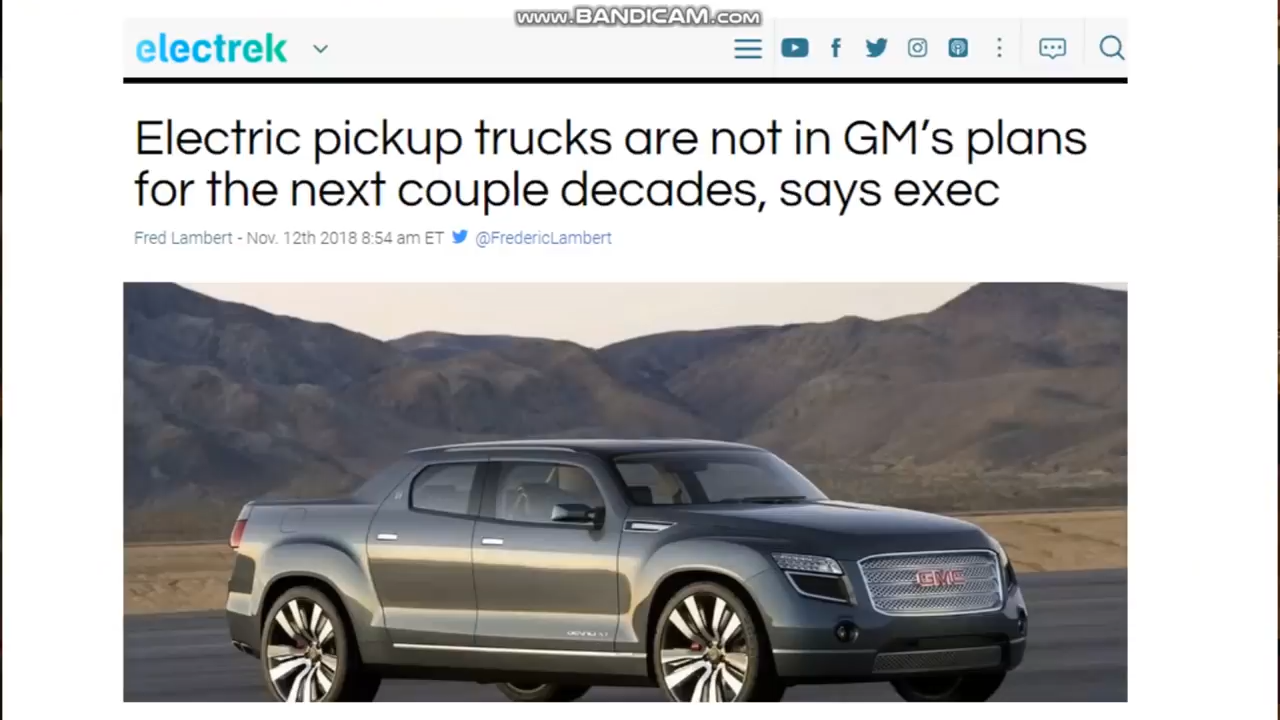 www.BANDICAM.com
electrek
Electric pickup trucks are not in GM's plans
for the next couple decades, says exec
Fred Lambert - Nov. 12th 2018 8:54 am ET @FredericLambert
GMC